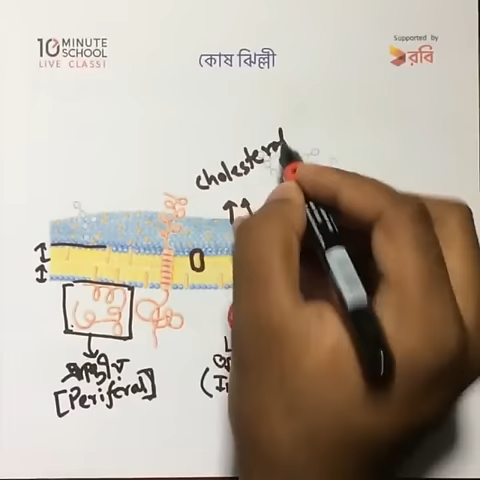 10 MINUTE SCHOOL
LIVE CLASS!
কোষ ঝিল্লী
Supported by
রবি
cholesterol
[Periferal]